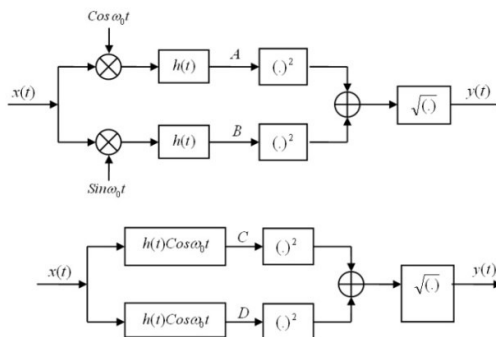 Cosω₀t
x(t) h(t) A (.)² √(.) y(t)
h(t) B (.)²
Sinω₀t
h(t)Cosω₀t C (.)²
x(t) √(.) y(t)
h(t)Cosω₀t D (.)²